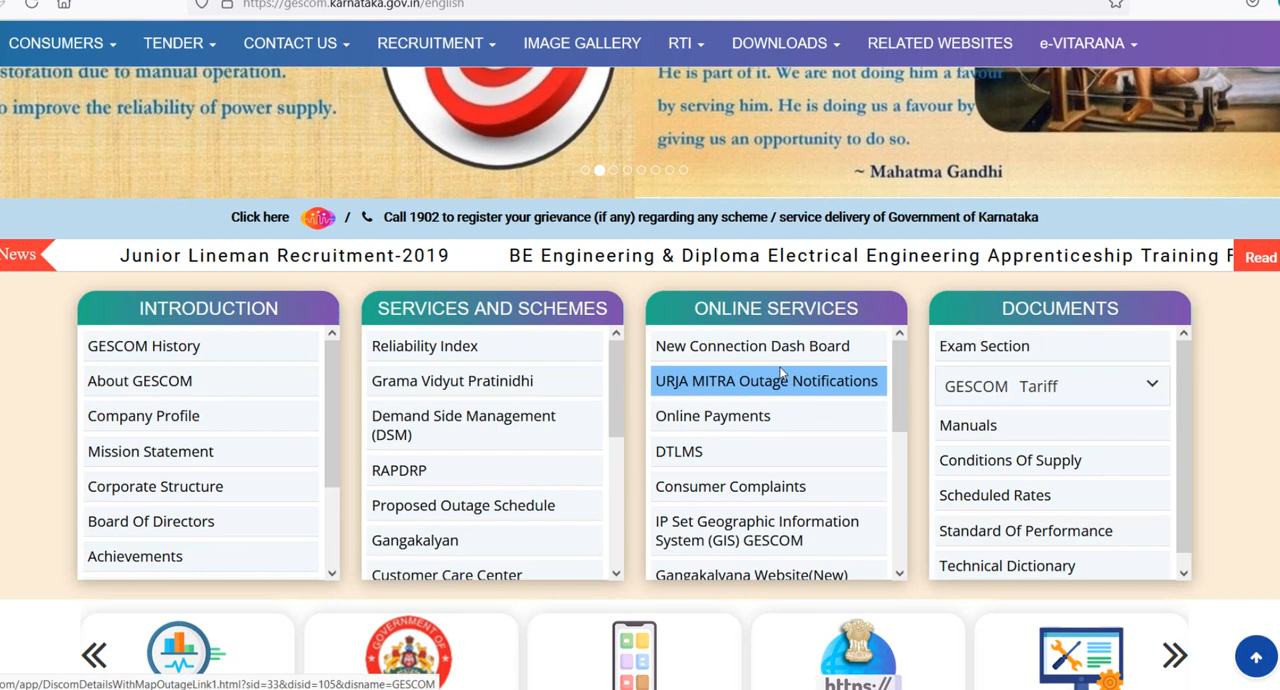 https://gescom.karnataka.gov.in/english
CONSUMERS TENDER CONTACT US RECRUITMENT IMAGE GALLERY RTI DOWNLOADS RELATED WEBSITES e-VITARANA
storation due to manual operation.
o improve the reliability of power supply.
He is part of it. We are not doing him a favour
by serving him. He is doing us a favour by
giving us an opportunity to do so.
~ Mahatma Gandhi
Click here / Call 1902 to register your grievance (if any) regarding any scheme / service delivery of Government of Karnataka
News Junior Lineman Recruitment-2019 BE Engineering & Diploma Electrical Engineering Apprenticeship Training F Read
INTRODUCTION
GESCOM History
About GESCOM
Company Profile
Mission Statement
Corporate Structure
Board Of Directors
Achievements
SERVICES AND SCHEMES
Reliability Index
Grama Vidyut Pratinidhi
Demand Side Management
(DSM)
RAPDRP
Proposed Outage Schedule
Gangakalyan
Customer Care Center
ONLINE SERVICES
New Connection Dash Board
URJA MITRA Outage Notifications
Online Payments
DTLMS
Consumer Complaints
IP Set Geographic Information
System (GIS) GESCOM
Gangakalyana Website(New)
DOCUMENTS
Exam Section
GESCOM Tariff
Manuals
Conditions Of Supply
Scheduled Rates
Standard Of Performance
Technical Dictionary
GOVERNMENT OF
https://
om/app/DiscomDetailsWithMapOutageLink1.html?sid=33&disid=105&disname=GESCOM